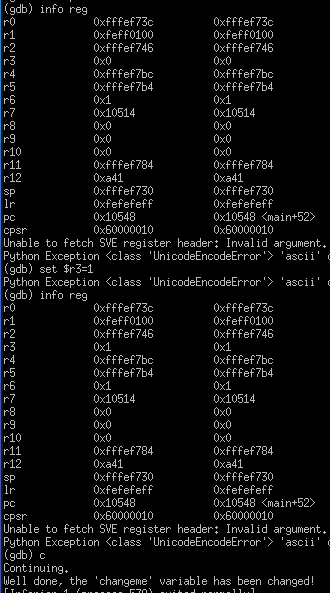 (gdb) info reg
r0 0xfffef73c 0xfffef73c
r1 0xfeff0100 0xfeff0100
r2 0xfffef746 0xfffef746
r3 0x0 0x0
r4 0xfffef7bc 0xfffef7bc
r5 0xfffef7b4 0xfffef7b4
r6 0x1 0x1
r7 0x10514 0x10514
r8 0x0 0x0
r9 0x0 0x0
r10 0x0 0x0
r11 0xfffef784 0xfffef784
r12 0xa41 0xa41
sp 0xfffef730 0xfffef730
lr 0xfefefeff 0xfefefeff
pc 0x10548 0x10548 <main+52>
cpsr 0x60000010 0x60000010
Unable to fetch SVE register header: Invalid argument.
Python Exception <class 'UnicodeEncodeError'> 'ascii'
(gdb) set $r3=1
Python Exception <class 'UnicodeEncodeError'> 'ascii'
(gdb) info reg
r0 0xfffef73c 0xfffef73c
r1 0xfeff0100 0xfeff0100
r2 0xfffef746 0xfffef746
r3 0x1 0x1
r4 0xfffef7bc 0xfffef7bc
r5 0xfffef7b4 0xfffef7b4
r6 0x1 0x1
r7 0x10514 0x10514
r8 0x0 0x0
r9 0x0 0x0
r10 0x0 0x0
r11 0xfffef784 0xfffef784
r12 0xa41 0xa41
sp 0xfffef730 0xfffef730
lr 0xfefefeff 0xfefefeff
pc 0x10548 0x10548 <main+52>
cpsr 0x60000010 0x60000010
Unable to fetch SVE register header: Invalid argument.
Python Exception <class 'UnicodeEncodeError'> 'ascii'
(gdb) c
Continuing.
Well done, the 'changeme' variable has been changed!
[Inferior 1 (process 570) exited normally]